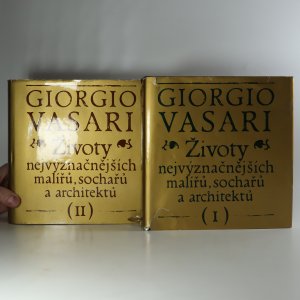 GIORGIO
VASARI
Životy
nejvýznačnějších
malířů, sochařů
a architektů
(II)
GIORGIO
VASARI
Životy
nejvýznačnějších
malířů, sochařů
a architektů
(I)